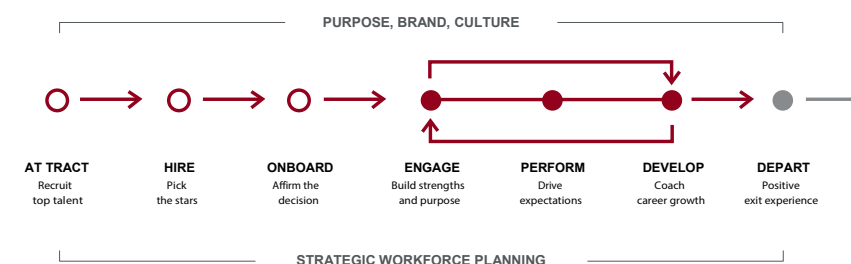 PURPOSE, BRAND, CULTURE
AT TRACT
Recruit
top talent
HIRE
Pick
the stars
ONBOARD
Affirm the
decision
ENGAGE
Build strengths
and purpose
PERFORM
Drive
expectations
DEVELOP
Coach
career growth
DEPART
Positive
exit experience
STRATEGIC WORKFORCE PLANNING